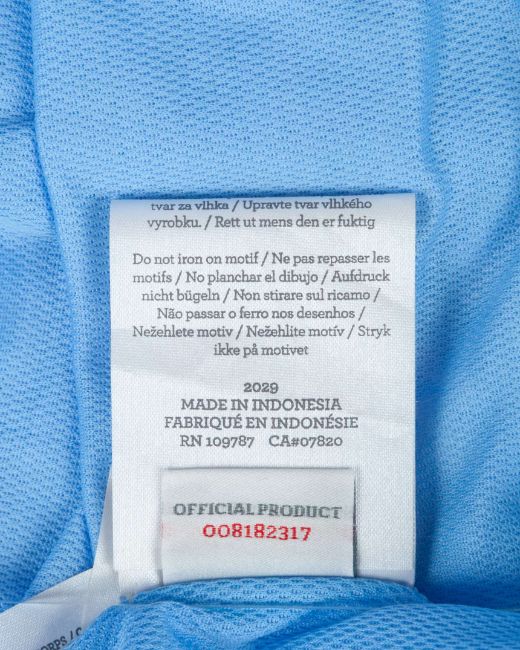 tvar za vlhka / Upravte tvar vlhkého
vyrobku. / Rett ut mens den er fuktig
Do not iron on motif / Ne pas repasser les
motifs / No planchar el dibujo / Aufdruck
nicht bügeln / Non stirare sul ricamo /
Não passar o ferro nos desenhos /
Nežehlete motiv / Nežehlite motív / Stryk
ikke på motivet
2029
MADE IN INDONESIA
FABRIQUÉ EN INDONÉSIE
RN 109787 CA#07820
OFFICIAL PRODUCT
008182317